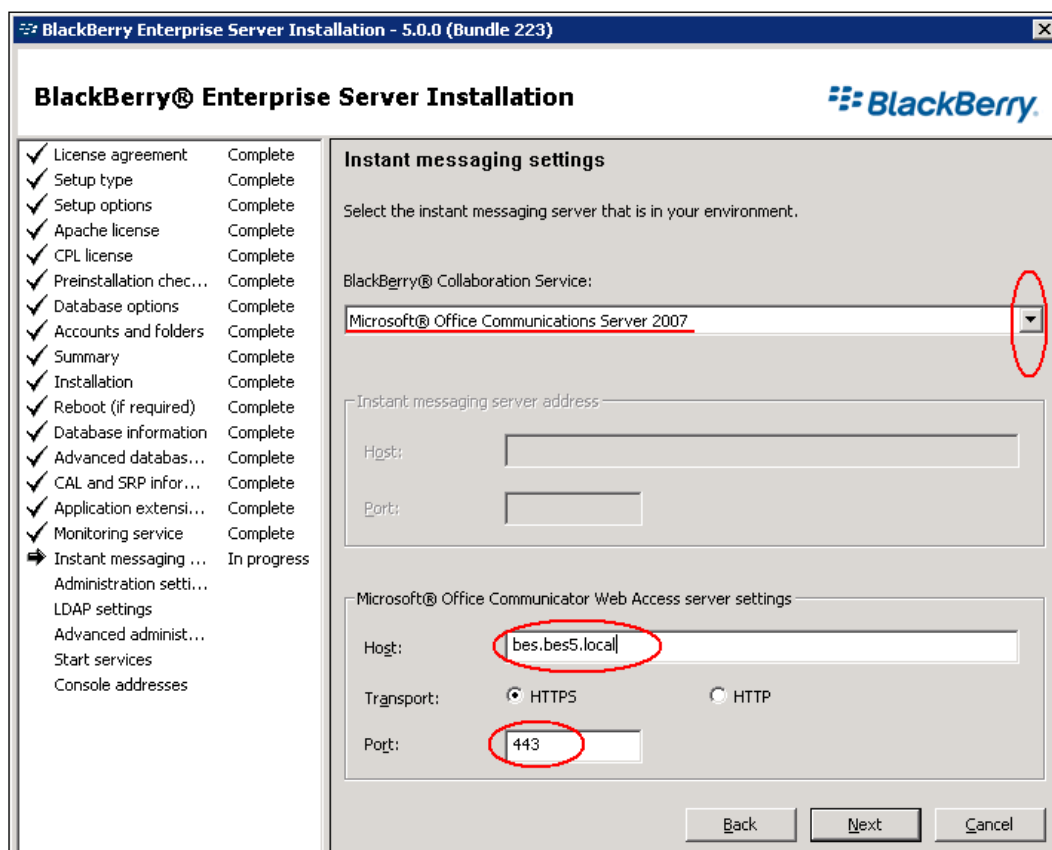 BlackBerry Enterprise Server Installation - 5.0.0 (Bundle 223)
BlackBerry® Enterprise Server Installation
BlackBerry.
License agreement Complete
Setup type Complete
Setup options Complete
Apache license Complete
CPL license Complete
Preinstallation chec... Complete
Database options Complete
Accounts and folders Complete
Summary Complete
Installation Complete
Reboot (if required) Complete
Database information Complete
Advanced databas... Complete
CAL and SRP infor... Complete
Application extensi... Complete
Monitoring service Complete
Instant messaging ... In progress
Administration setti...
LDAP settings
Advanced administ...
Start services
Console addresses
Instant messaging settings
Select the instant messaging server that is in your environment.
BlackBerry® Collaboration Service:
Microsoft® Office Communications Server 2007
Instant messaging server address
Host:
Port:
Microsoft® Office Communicator Web Access server settings
Host: bes.bes5.local
Transport: HTTPS HTTP
Port: 443
Back Next Cancel